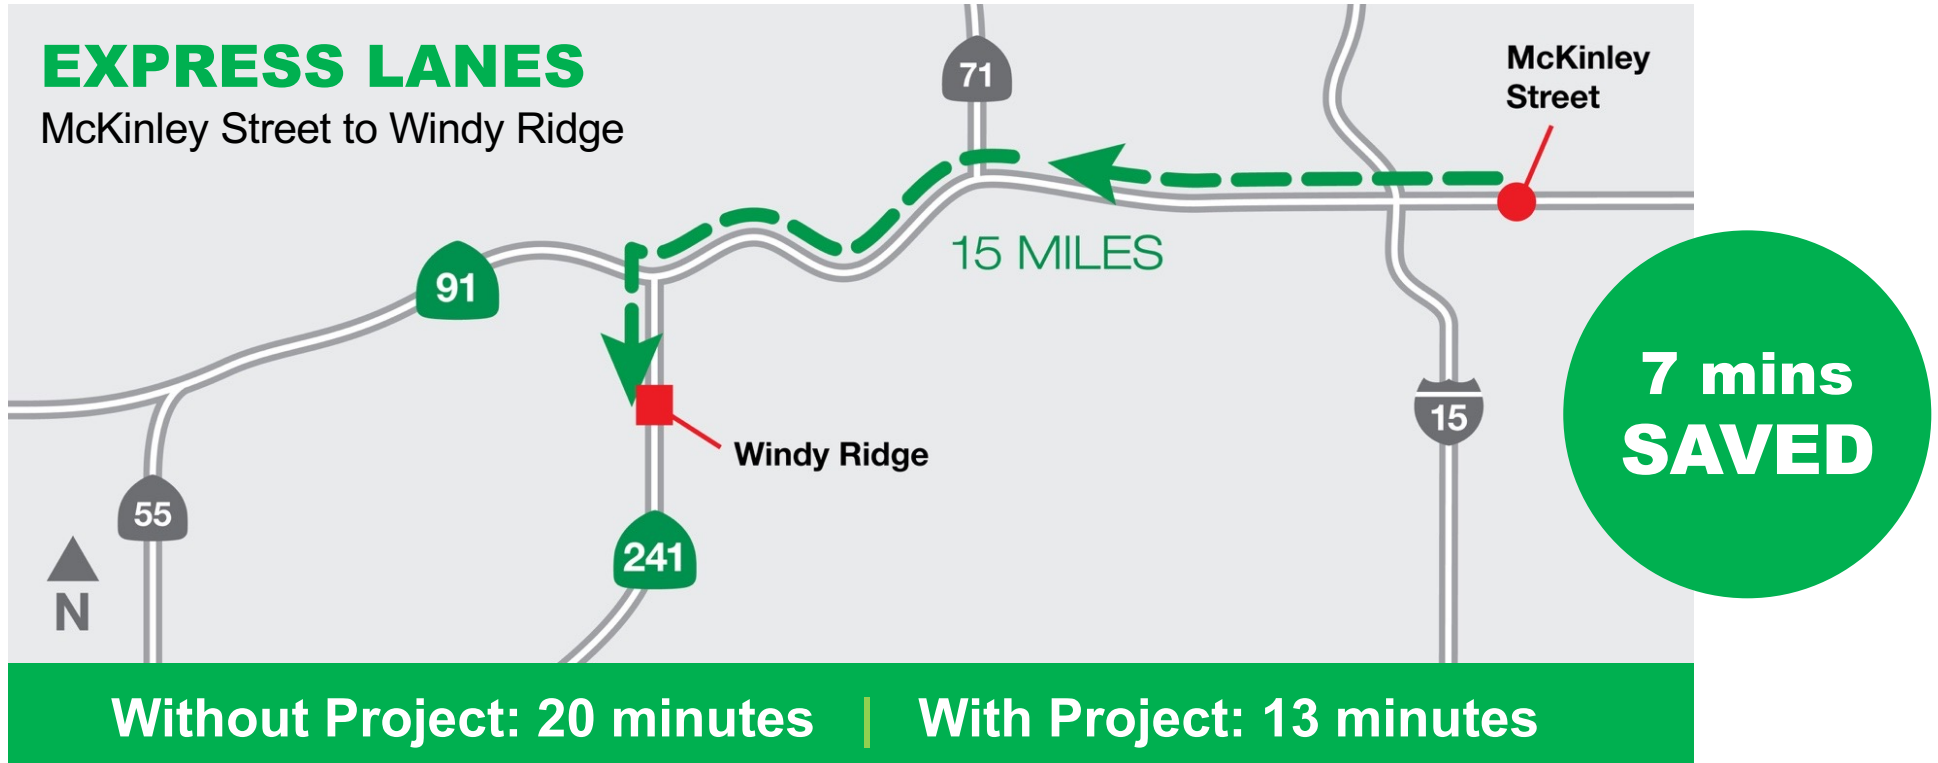 EXPRESS LANES
McKinley Street to Windy Ridge
71
McKinley
Street
15 MILES
91
7 mins
SAVED
15
Windy Ridge
55
241
N
Without Project: 20 minutes | With Project: 13 minutes